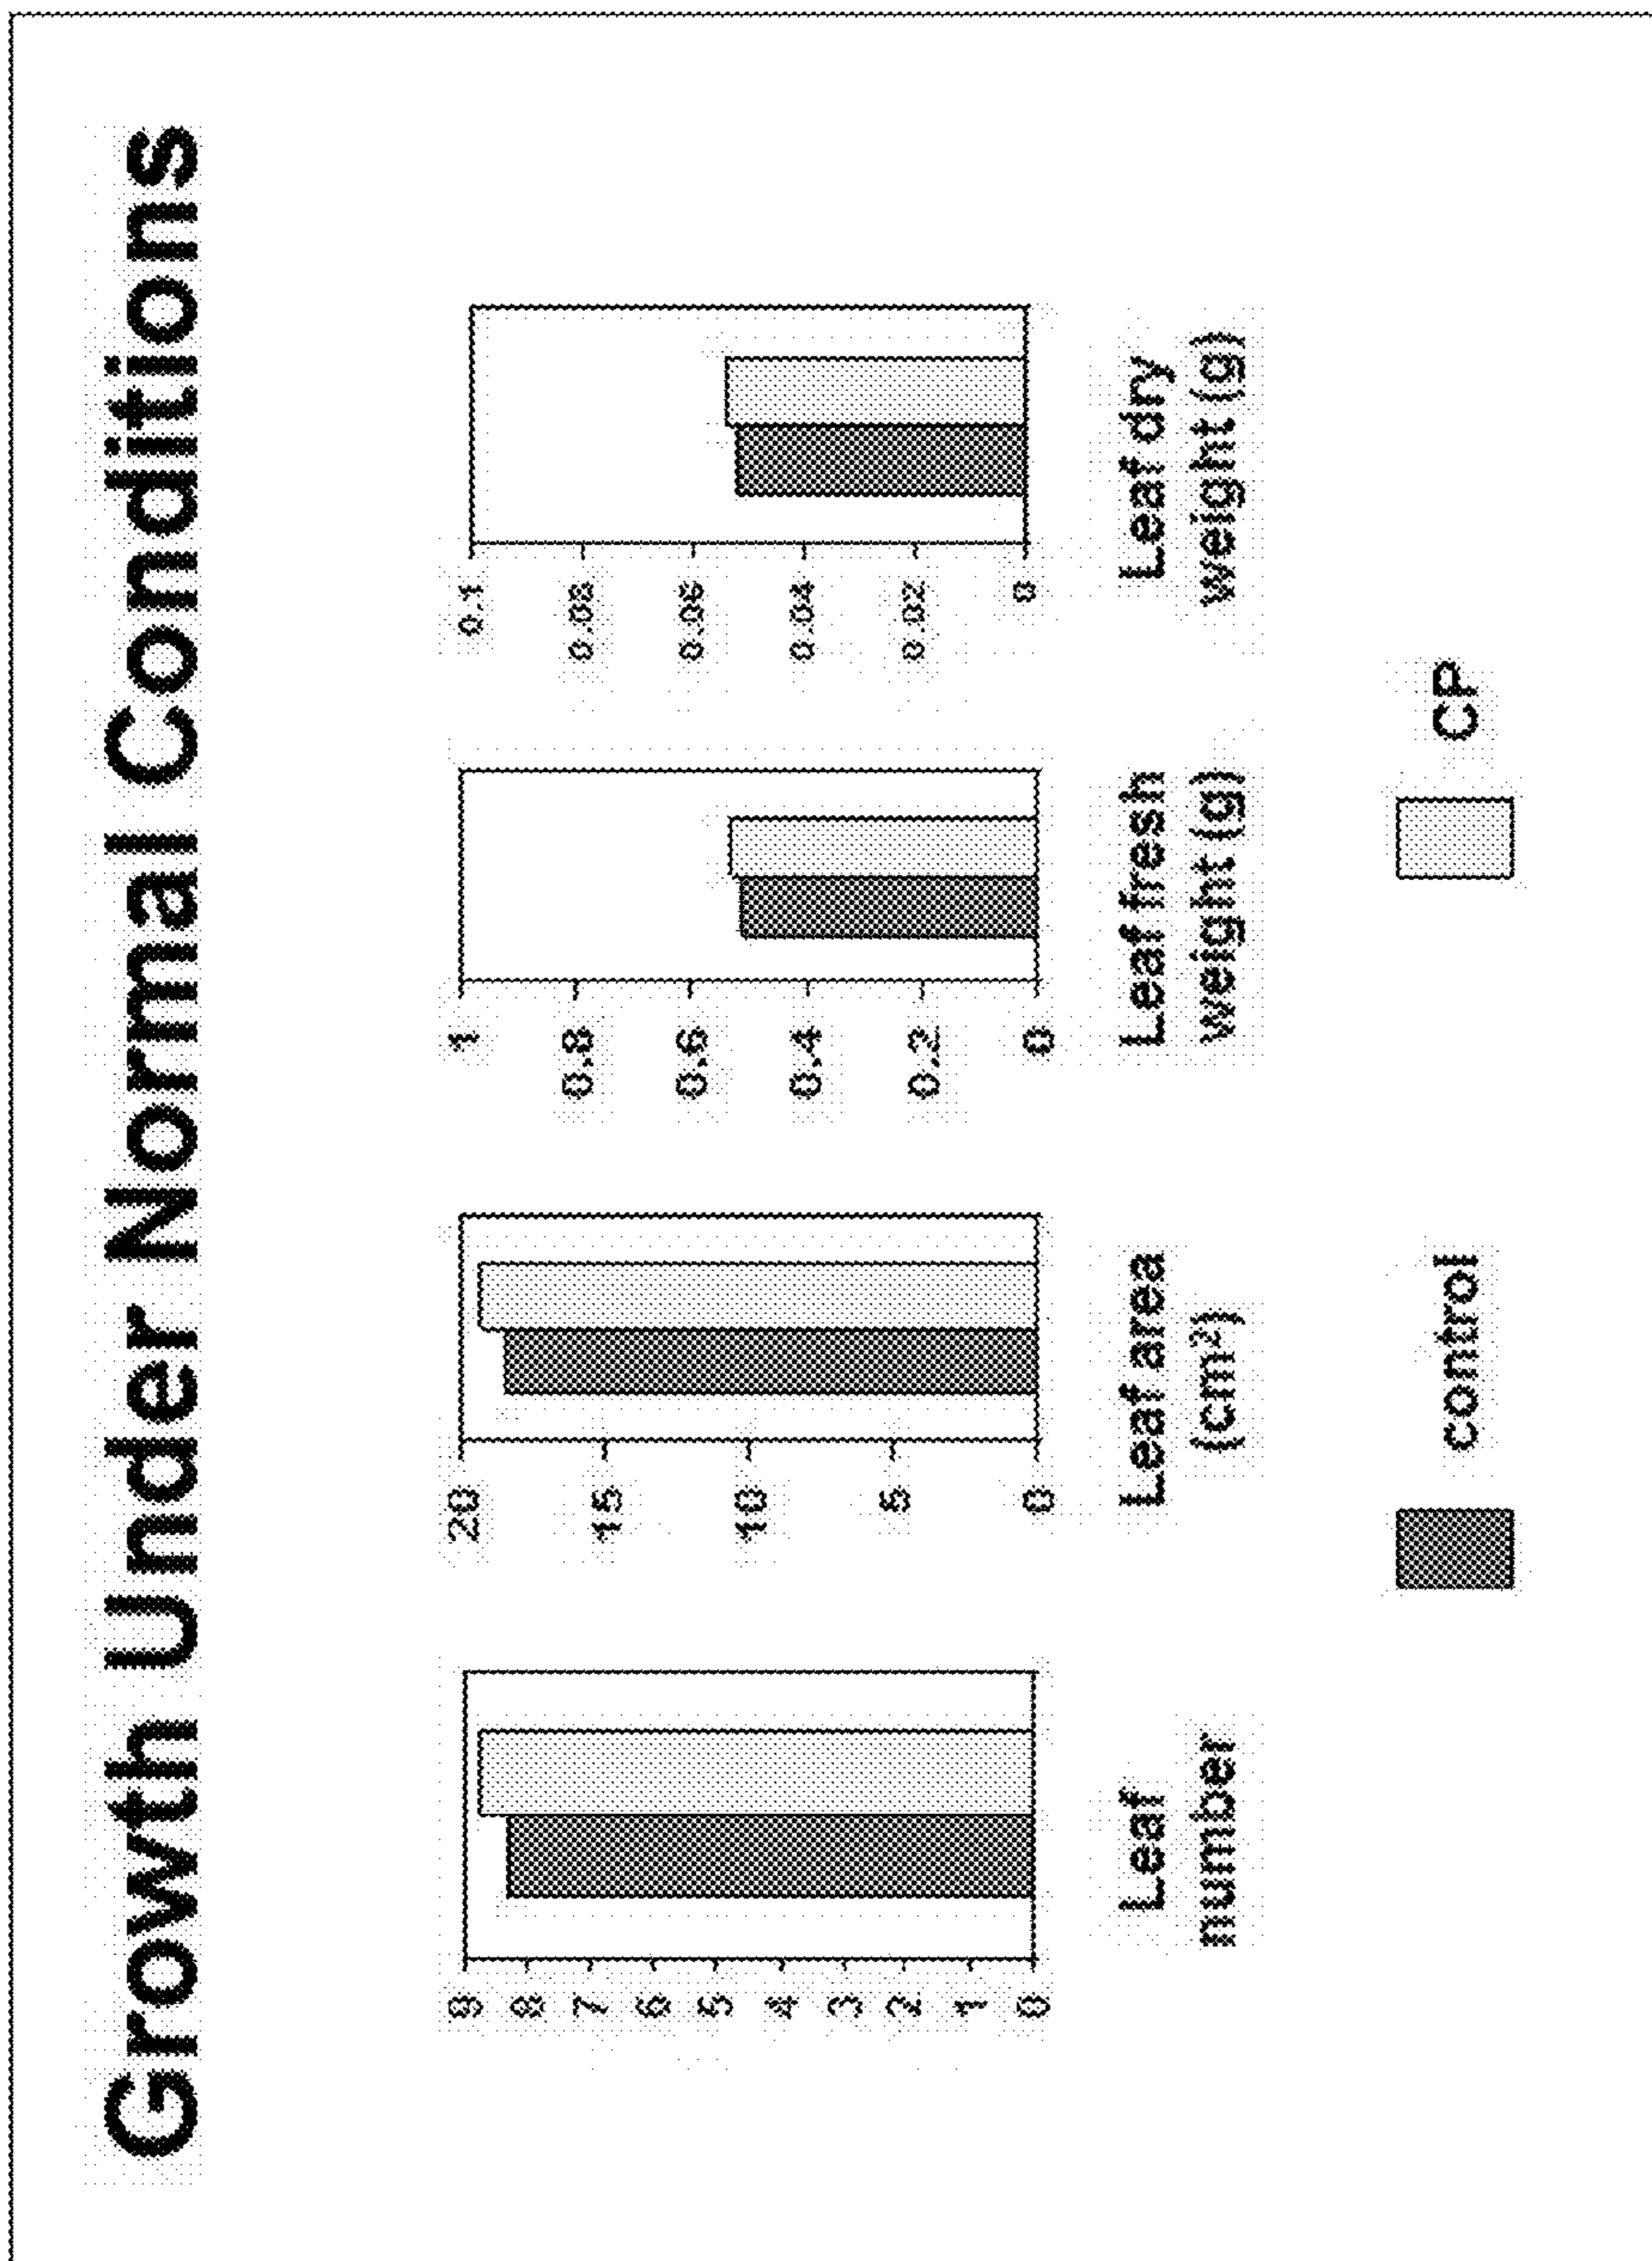 Growth Under Normal Conditions
9
8
7
6
5
4
3
2
1
0
Leaf
number
20
15
10
5
0
Leaf area
(cm²)
1
0.8
0.6
0.4
0.2
0
Leaf fresh
weight (g)
0.1
0.08
0.06
0.04
0.02
0
Leaf dry
weight (g)
control
CP